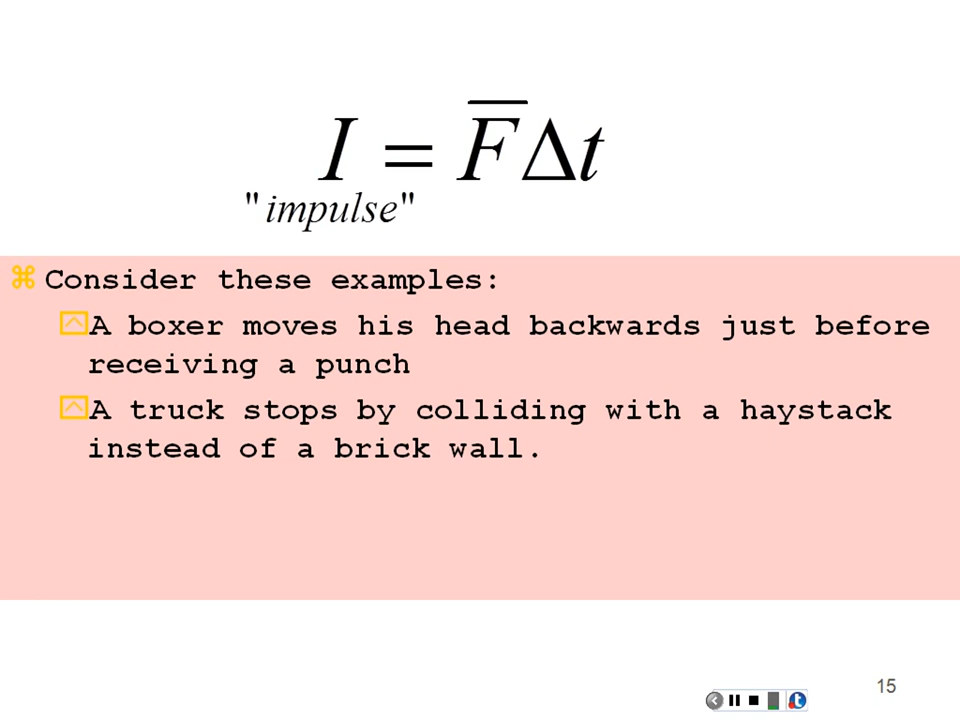 I = F̅Δt
"impulse"
Consider these examples:
A boxer moves his head backwards just before
receiving a punch
A truck stops by colliding with a haystack
instead of a brick wall.
15